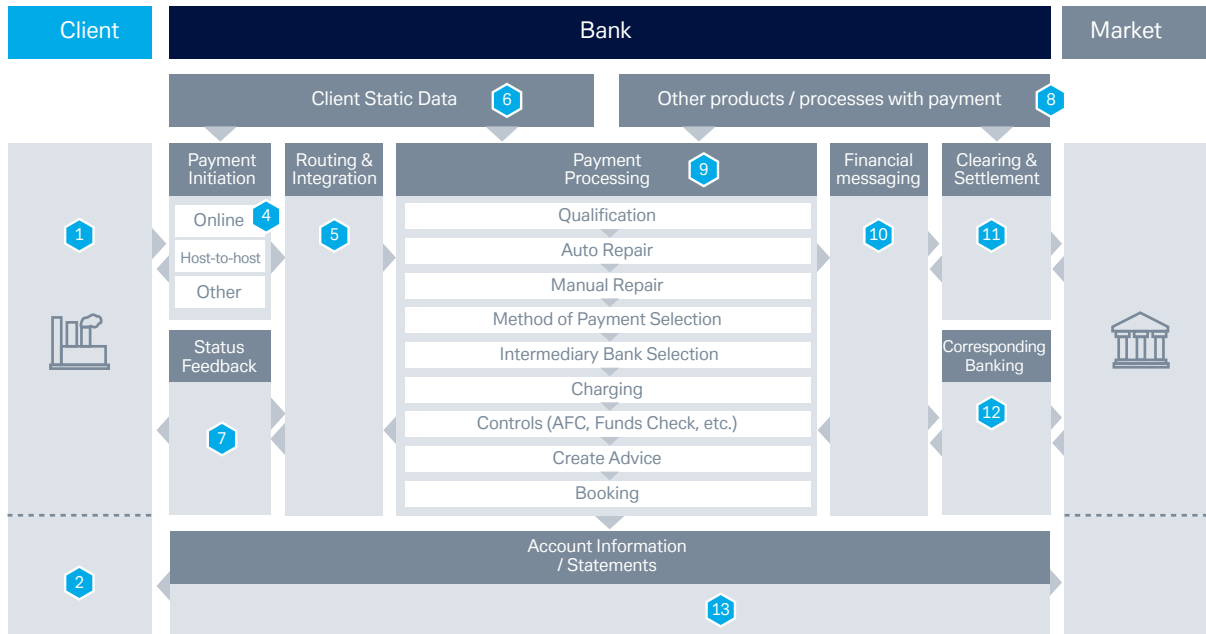 Client
Bank
Market
Client Static Data
6
Other products / processes with payment
8
Payment
Initiation
Routing &
Integration
Payment
Processing
9
Financial
messaging
Clearing &
Settlement
1
Online
4
Host-to-host
Other
5
Qualification
Auto Repair
Manual Repair
Method of Payment Selection
Intermediary Bank Selection
Charging
Controls (AFC, Funds Check, etc.)
Create Advice
Booking
10
11
Status
Feedback
7
Corresponding
Banking
12
2
Account Information
/ Statements
13